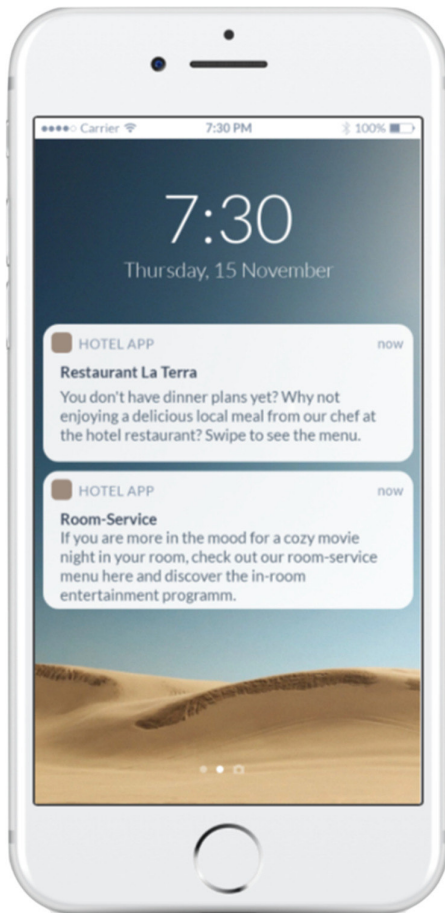 Carrier 7:30 PM 100%
7:30
Thursday, 15 November
HOTEL APP now
Restaurant La Terra
You don't have dinner plans yet? Why not
enjoying a delicious local meal from our chef at
the hotel restaurant? Swipe to see the menu.
HOTEL APP now
Room-Service
If you are more in the mood for a cozy movie
night in your room, check out our room-service
menu here and discover the in-room
entertainment programm.